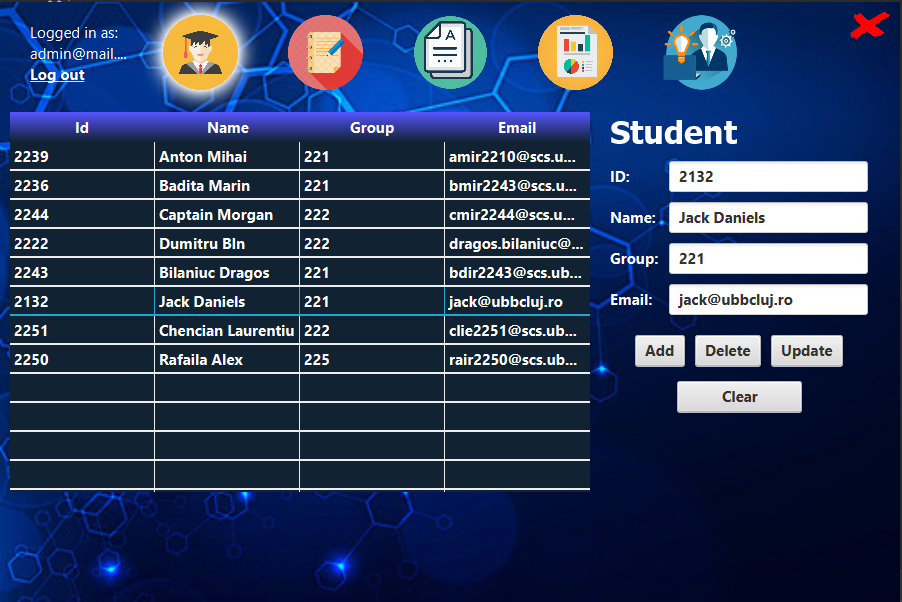 Logged in as:
admin@mail....
Log out
A
Id Name Group Email
2239 Anton Mihai 221 amir2210@scs.u...
2236 Badita Marin 221 bmir2243@scs.u...
2244 Captain Morgan 222 cmir2244@scs.u...
2222 Dumitru Bln 222 dragos.bilaniuc@...
2243 Bilaniuc Dragos 221 bdir2243@scs.ub...
2132 Jack Daniels 221 jack@ubbcluj.ro
2251 Chencian Laurentiu 222 clie2251@scs.ub...
2250 Rafaila Alex 225 rair2250@scs.ub...
Student
ID: 2132
Name: Jack Daniels
Group: 221
Email: jack@ubbcluj.ro
Add Delete Update
Clear